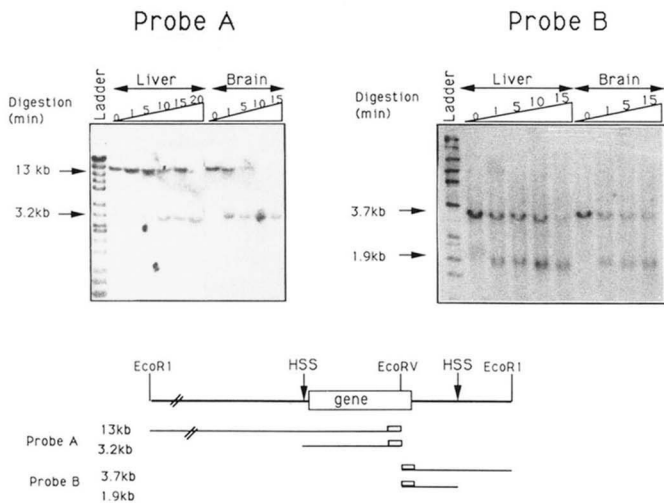 Probe A
Probe B
Digestion
(min)
Ladder
Liver
Brain
0 1 5 10 15 20
0 1 5 10 15
13 kb
3.2kb
Ladder
Liver
Brain
0 1 5 10 15
0 1 5 15
Digestion
(min)
3.7kb
1.9kb
EcoR1
HSS
EcoRV
HSS
EcoR1
gene
Probe A
13kb
3.2kb
Probe B
3.7kb
1.9kb